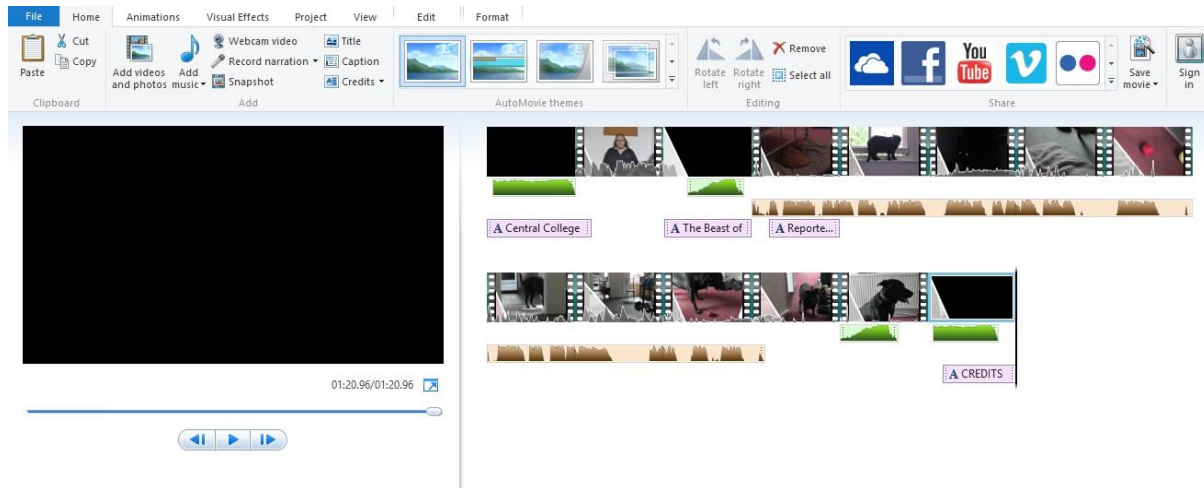 File Home Animations Visual Effects Project View Edit Format
Paste
Cut
Copy
Clipboard
Add videos and photos
Add music
Webcam video
Record narration
Snapshot
Title
Caption
Credits
Add
AutoMovie themes
Rotate left
Rotate right
Remove
Select all
Editing
f
You
Tube
V
Share
Save movie
Sign in
A Central College
A The Beast of
A Reporte...
01:20.96/01:20.96
A CREDITS